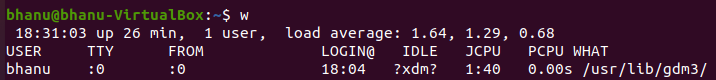 bhanu@bhanu-VirtualBox:~$ w
 18:31:03 up 26 min,  1 user,  load average: 1.64, 1.29, 0.68
USER     TTY      FROM             LOGIN@   IDLE   JCPU   PCPU WHAT
bhanu    :0       :0               18:04   ?xdm?   1:40   0.00s /usr/lib/gdm3/